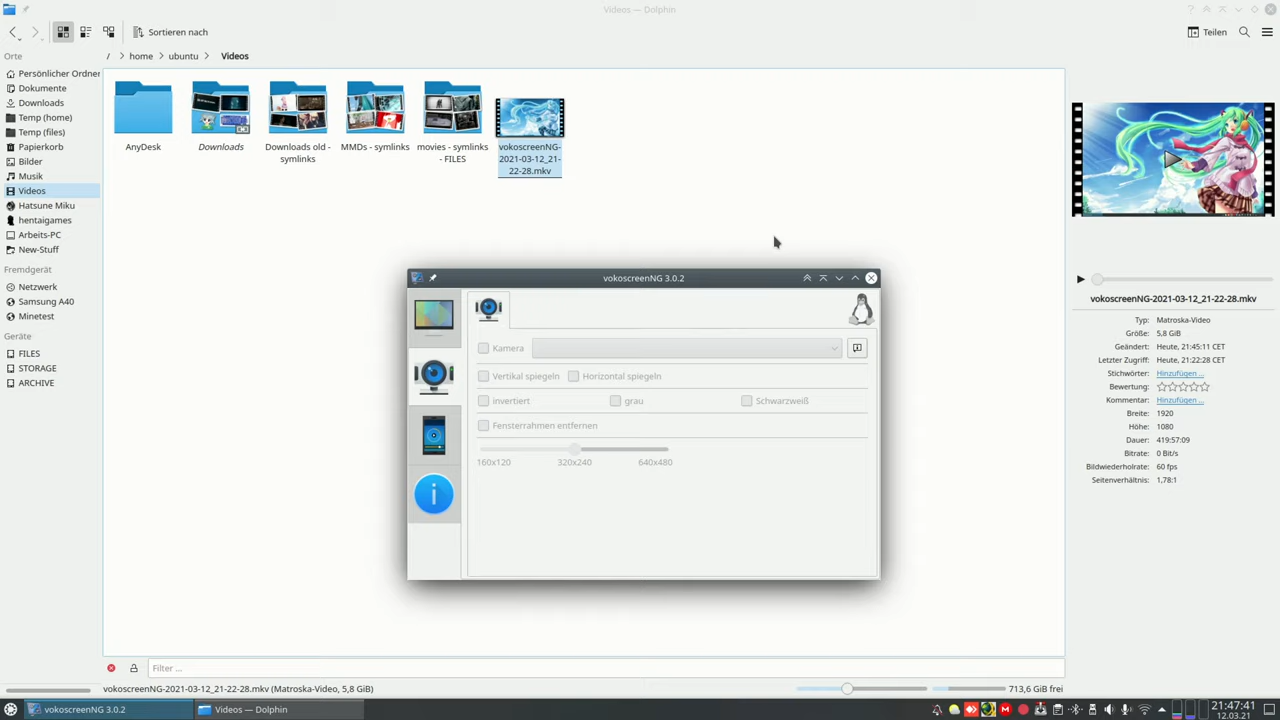 Videos — Dolphin
Sortieren nach
Teilen
Orte
/ > home > ubuntu > Videos
Persönlicher Ordner
Dokumente
Downloads
Temp (home)
Temp (files)
Papierkorb
Bilder
Musik
Videos
Hatsune Miku
hentaigames
Arbeits-PC
New-Stuff
Fremdgerät
Netzwerk
Samsung A40
Minetest
Geräte
FILES
STORAGE
ARCHIVE
AnyDesk
Downloads
Downloads old -
symlinks
MMDs - symlinks
movies - symlinks
- FILES
vokoscreenNG-
2021-03-12_21-
22-28.mkv
vokoscreenNG 3.0.2
Kamera
Vertikal spiegeln
Horizontal spiegeln
invertiert
grau
Schwarzweiß
Fensterrahmen entfernen
160x120
320x240
640x480
vokoscreenNG-2021-03-12_21-22-28.mkv
Typ: Matroska-Video
Größe: 5,8 GiB
Geändert: Heute, 21:45:11 CET
Letzter Zugriff: Heute, 21:22:28 CET
Stichwörter: Hinzufügen ...
Bewertung:
Kommentar: Hinzufügen ...
Breite: 1920
Höhe: 1080
Dauer: 419:57:09
Bitrate: 0 Bit/s
Bildwiederholrate: 60 fps
Seitenverhältnis: 1,78:1
Filter ...
vokoscreenNG-2021-03-12_21-22-28.mkv (Matroska-Video, 5,8 GiB)
713,6 GiB frei
vokoscreenNG 3.0.2
Videos — Dolphin
21:47:41
12.03.21